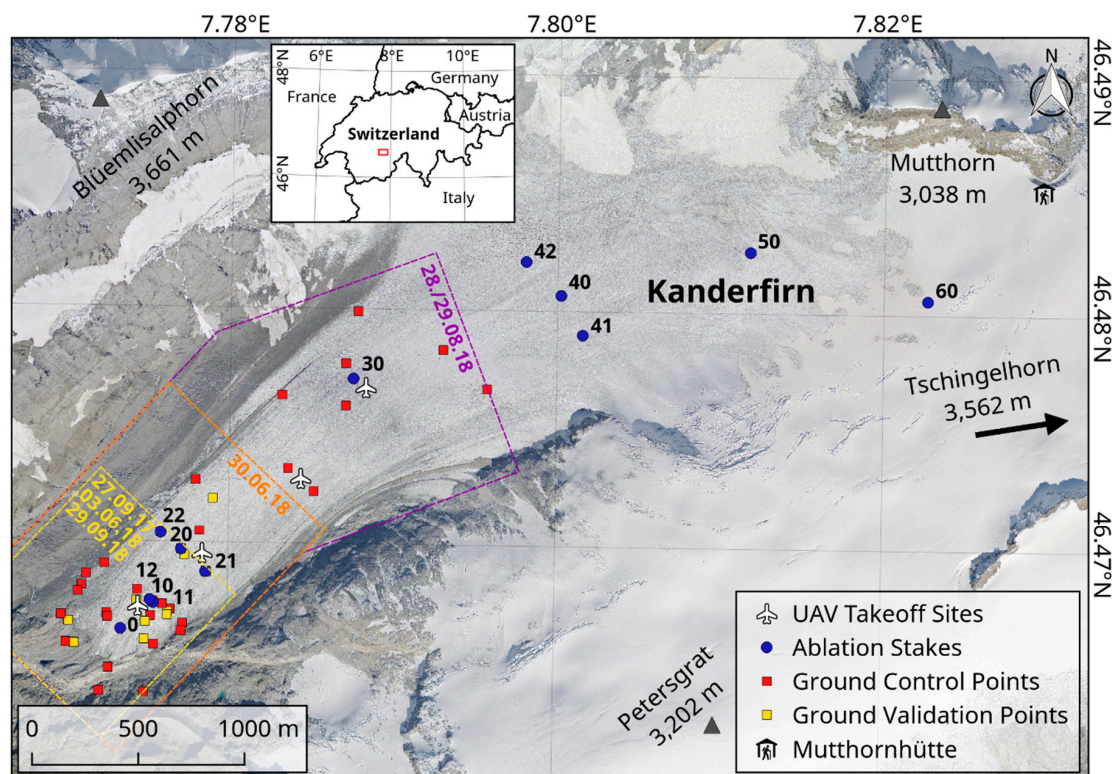 7.78°E
7.80°E
7.82°E
46.49°N
46.48°N
46.47°N
6°E
8°E
10°E
48°N
46°N
Germany
France
Austria
Switzerland
Italy
N
Blüemlisalphorn
3,661 m
Mutthorn
3,038 m
42
50
40
Kanderfirn
60
41
28./29.08.18
30
Tschingelhorn
3,562 m
30.06.18
27.09.17
03.06.18
29.09.18
22
20
21
12
10
11
0
Petersgrat
3,202 m
UAV Takeoff Sites
Ablation Stakes
Ground Control Points
Ground Validation Points
Mutthornhütte
0
500
1000 m